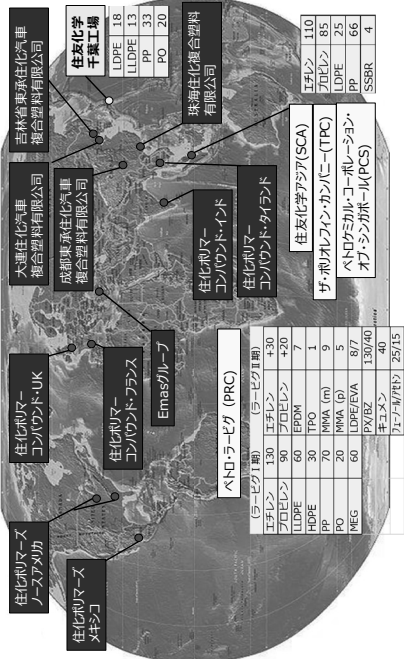 住化ポリマーズ
ノースアメリカ
住化ポリマーズ
メキシコ
住化ポリマー
コンパウンド・UK
住化ポリマー
コンパウンド・フランス
Emasグループ
大連住化汽車
複合塑料有限公司
吉林省東承住化汽車
複合塑料有限公司
成都東承住化汽車
複合塑料有限公司
珠海住化複合塑料
有限公司
住化ポリマー
コンパウンド・インド
住化ポリマー
コンパウンド・タイランド
住友化学
千葉工場
LDPE 18
LLDPE 13
PP 33
PO 20
住友化学アジア(SCA)
ザ・ポリオレフィン・カンパニー(TPC)
ペトロケミカル・コーポレーション・
オブ・シンガポール(PCS)
エチレン 110
プロピレン 85
LDPE 25
PP 66
SSBR 4
ペトロ・ラービグ (PRC)
(ラービグⅠ期) (ラービグⅡ期)
エチレン 130 エチレン +30
プロピレン 90 プロピレン +20
LLDPE 60 EPDM 7
HDPE 30 TPO 1
PP 70 MMA (m) 9
PO 20 MMA (p) 5
MEG 60 LDPE/EVA 8/7
PX/BZ 130/40
キュメン 40
フェノール/アセトン 25/15